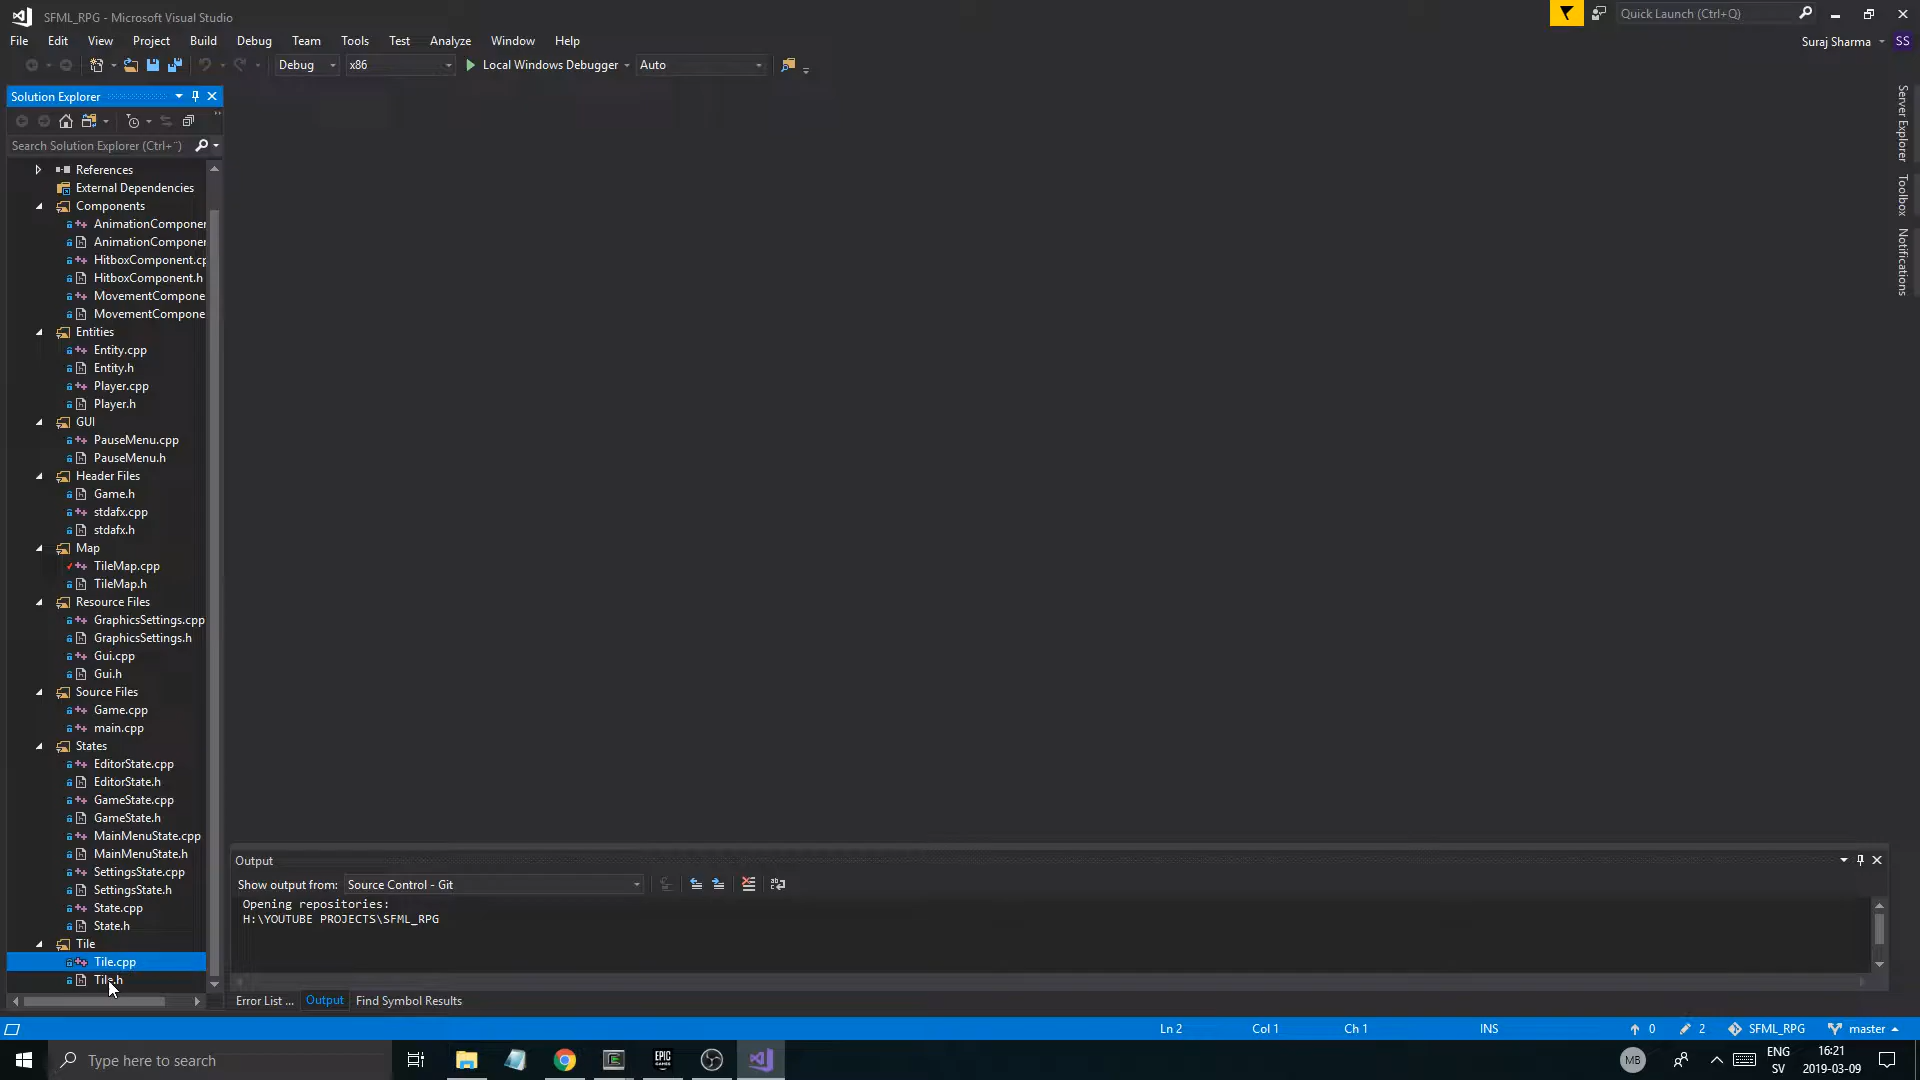 SFML_RPG - Microsoft Visual Studio
Quick Launch (Ctrl+Q)
File Edit View Project Build Debug Team Tools Test Analyze Window Help
Suraj Sharma SS
Debug x86 Local Windows Debugger Auto
Solution Explorer
Search Solution Explorer (Ctrl+¨)
References
External Dependencies
Components
AnimationComponen
AnimationComponen
HitboxComponent.cp
HitboxComponent.h
MovementCompone
MovementCompone
Entities
Entity.cpp
Entity.h
Player.cpp
Player.h
GUI
PauseMenu.cpp
PauseMenu.h
Header Files
Game.h
stdafx.cpp
stdafx.h
Map
TileMap.cpp
TileMap.h
Resource Files
GraphicsSettings.cpp
GraphicsSettings.h
Gui.cpp
Gui.h
Source Files
Game.cpp
main.cpp
States
EditorState.cpp
EditorState.h
GameState.cpp
GameState.h
MainMenuState.cpp
MainMenuState.h
SettingsState.cpp
SettingsState.h
State.cpp
State.h
Tile
Tile.cpp
Tile.h
Server Explorer
Toolbox
Notifications
Output
Show output from: Source Control - Git
Opening repositories:
H:\YOUTUBE PROJECTS\SFML_RPG
Error List ... Output Find Symbol Results
Ln 2 Col 1 Ch 1 INS 0 2 SFML_RPG master
Type here to search
EPIC GAMES
MB
ENG
SV
16:21
2019-03-09